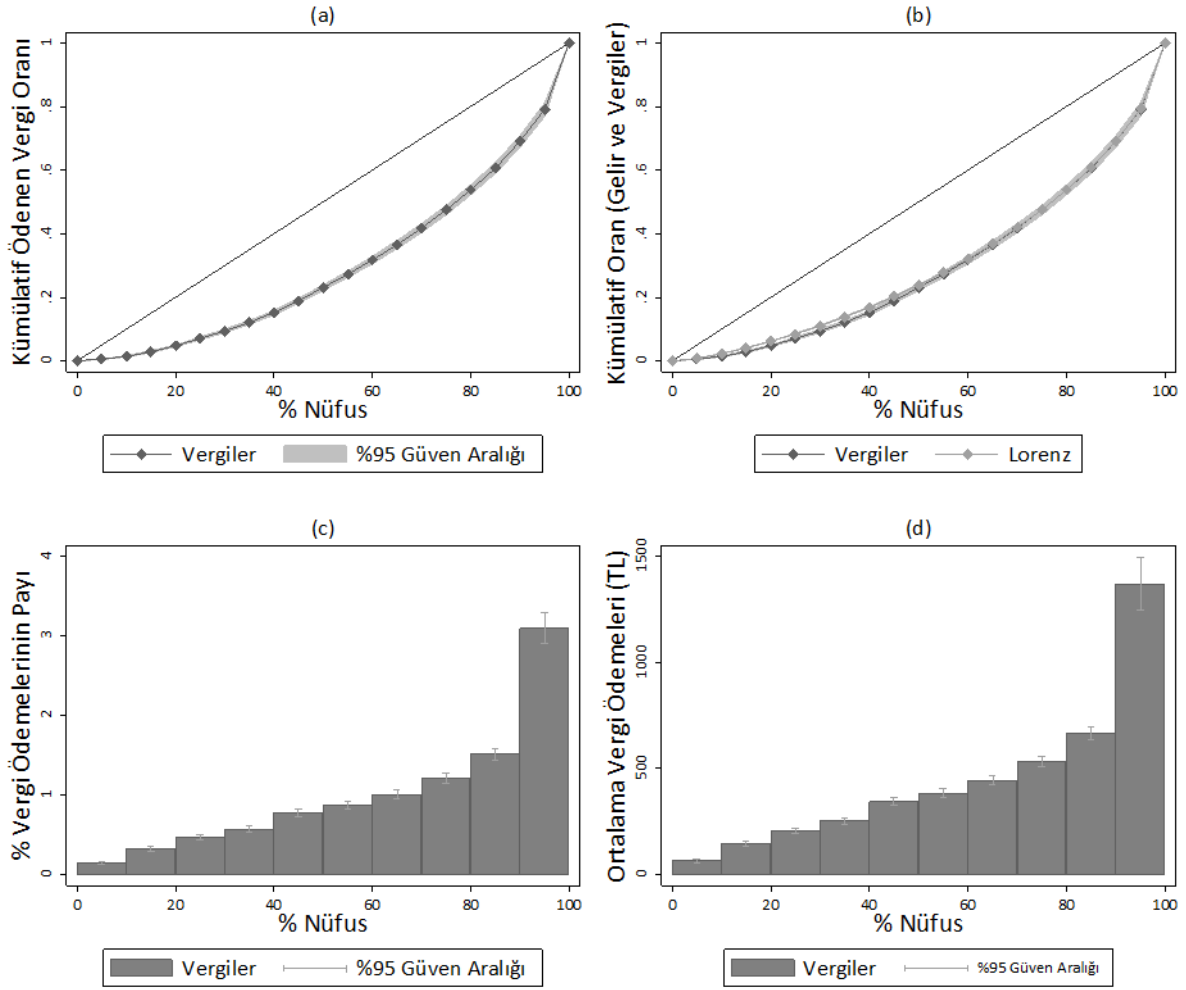 (a)
Kümülatif Ödenen Vergi Oranı
1
.8
.6
.4
.2
0
0 20 40 60 80 100
% Nüfus
Vergiler %95 Güven Aralığı
(b)
Kümülatif Oran (Gelir ve Vergiler)
1
.8
.6
.4
.2
0
0 20 40 60 80 100
% Nüfus
Vergiler Lorenz
(c)
% Vergi Ödemelerinin Payı
4
3
2
1
0
0 20 40 60 80 100
% Nüfus
Vergiler %95 Güven Aralığı
(d)
Ortalama Vergi Ödemeleri (TL)
1500
1000
500
0
0 20 40 60 80 100
% Nüfus
Vergiler %95 Güven Aralığı